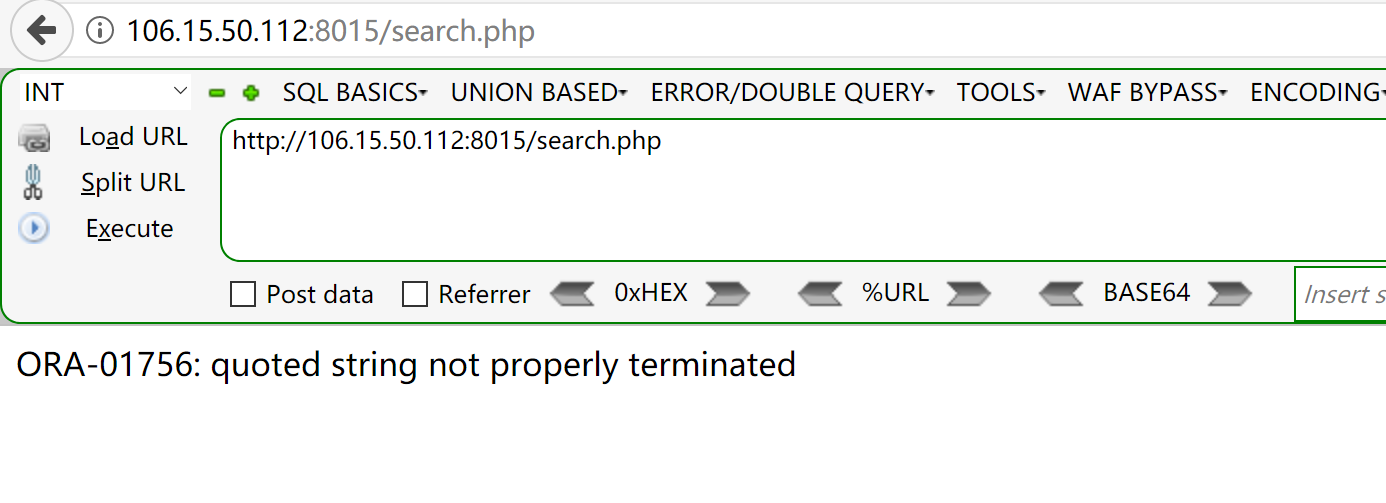 106.15.50.112:8015/search.php
INT SQL BASICS UNION BASED ERROR/DOUBLE QUERY TOOLS WAF BYPASS ENCODING
Load URL http://106.15.50.112:8015/search.php
Split URL
Execute
Post data Referrer 0xHEX %URL BASE64 Insert s
ORA-01756: quoted string not properly terminated